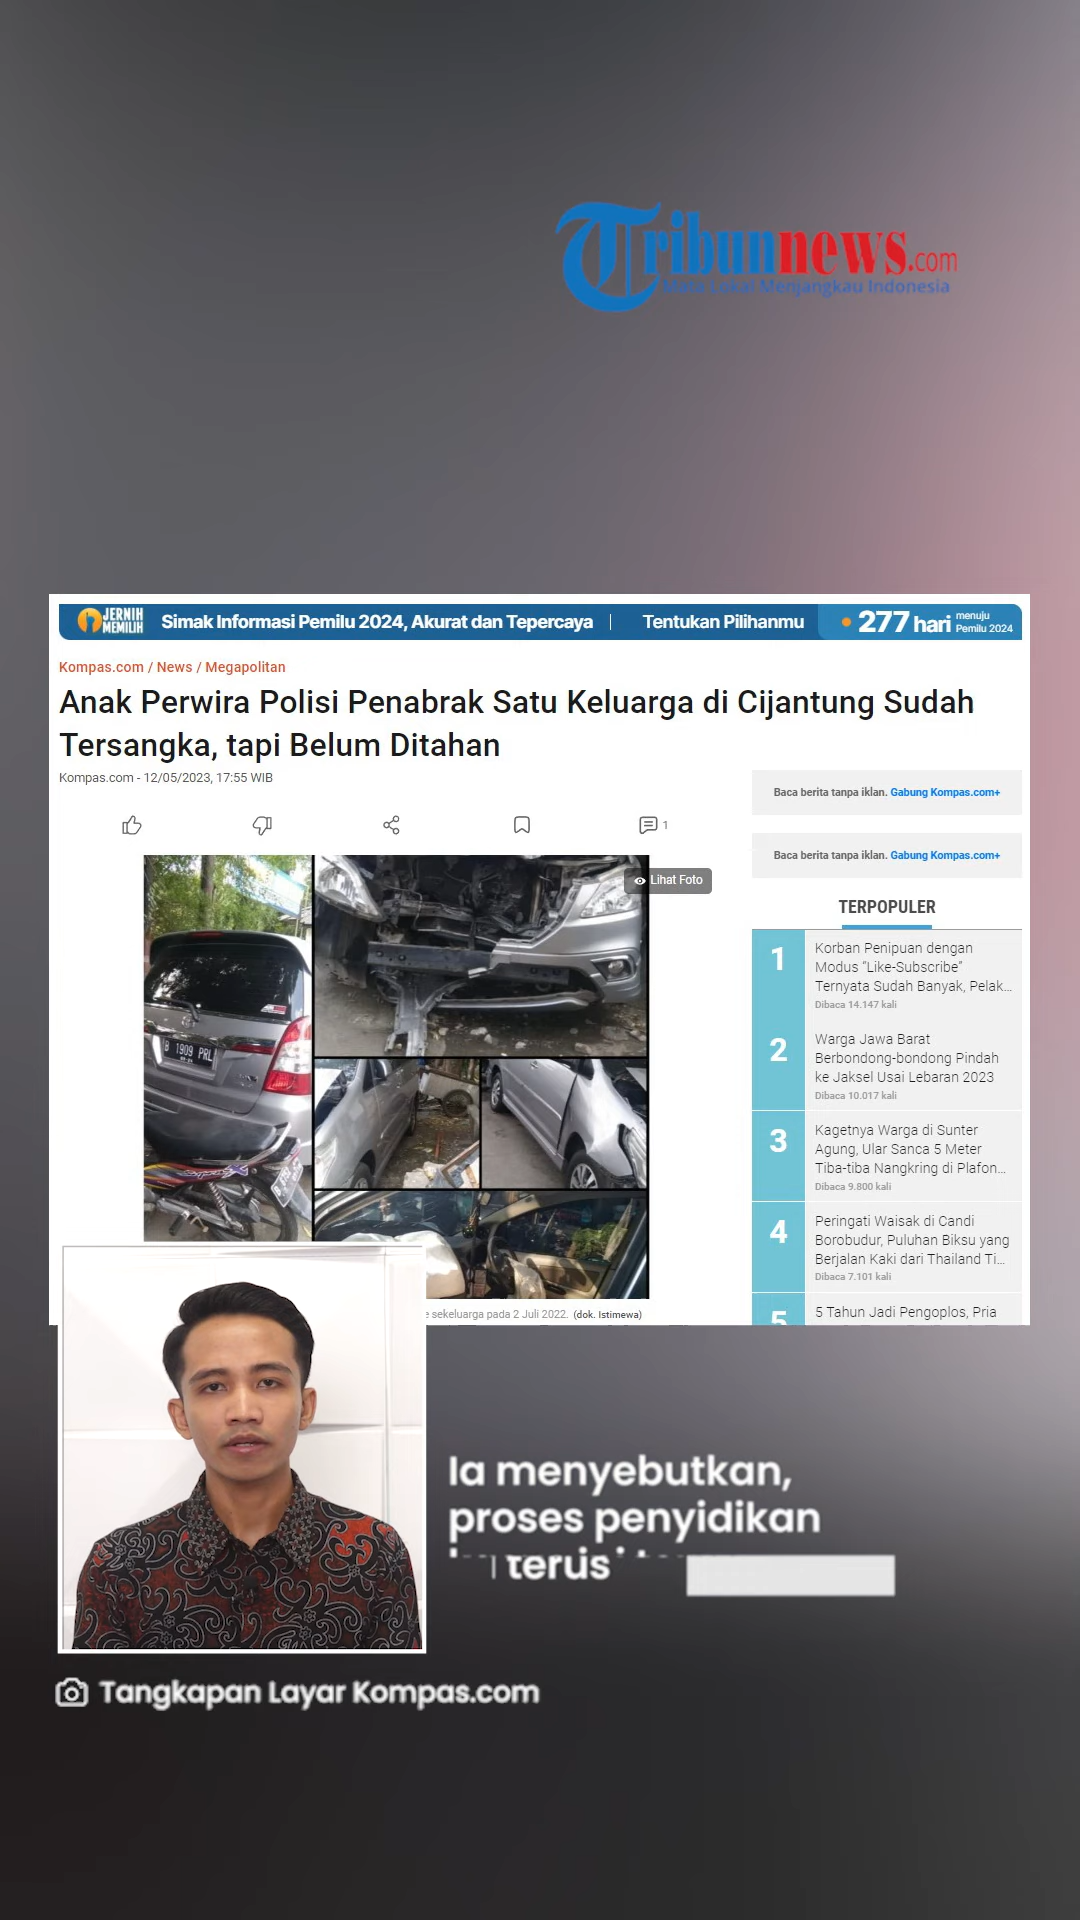 Tribunnews.com
Mata Lokal Menjangkau Indonesia
JERNIH
MEMILIH
Simak Informasi Pemilu 2024, Akurat dan Tepercaya
Tentukan Pilihanmu
277 hari
menuju
Pemilu 2024
Kompas.com / News / Megapolitan
Anak Perwira Polisi Penabrak Satu Keluarga di Cijantung Sudah
Tersangka, tapi Belum Ditahan
Kompas.com - 12/05/2023, 17:55 WIB
1
Lihat Foto
B 1909 PRL
sekeluarga pada 2 Juli 2022. (dok. Istimewa)
Baca berita tanpa iklan. Gabung Kompas.com+
Baca berita tanpa iklan. Gabung Kompas.com+
TERPOPULER
1
Korban Penipuan dengan
Modus "Like-Subscribe"
Ternyata Sudah Banyak, Pelak...
Dibaca 14.147 kali
2
Warga Jawa Barat
Berbondong-bondong Pindah
ke Jaksel Usai Lebaran 2023
Dibaca 10.017 kali
3
Kagetnya Warga di Sunter
Agung, Ular Sanca 5 Meter
Tiba-tiba Nangkring di Plafon...
Dibaca 9.800 kali
4
Peringati Waisak di Candi
Borobudur, Puluhan Biksu yang
Berjalan Kaki dari Thailand Ti...
Dibaca 7.101 kali
5
5 Tahun Jadi Pengoplos, Pria
Ia menyebutkan,
proses penyidikan
terus
Tangkapan Layar Kompas.com